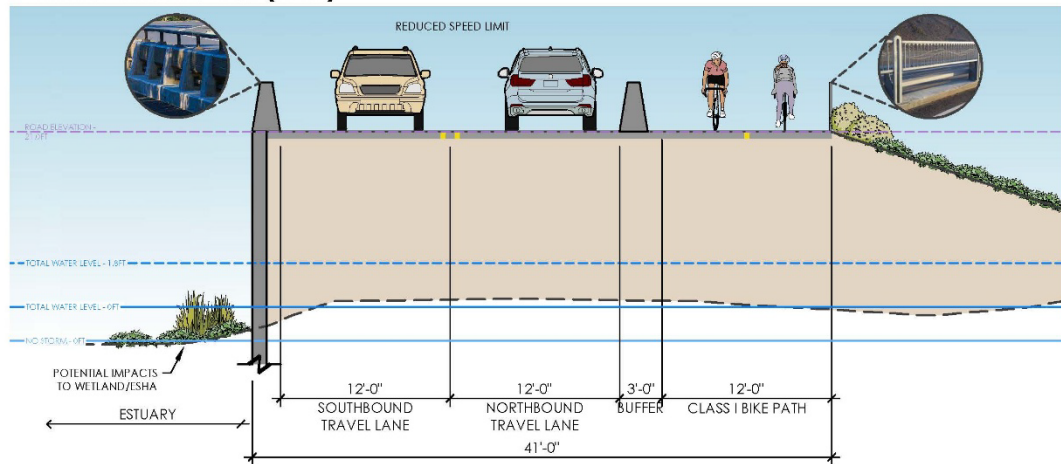 REDUCED SPEED LIMIT
ROAD ELEVATION -
TOTAL WATER LEVEL - 1.8FT
TOTAL WATER LEVEL - 0FT
NO STORM - 0FT
POTENTIAL IMPACTS
TO WETLAND/ESHA
ESTUARY
12'-0"
SOUTHBOUND
TRAVEL LANE
12'-0"
NORTHBOUND
TRAVEL LANE
3'-0"
BUFFER
12'-0"
CLASS I BIKE PATH
41'-0"